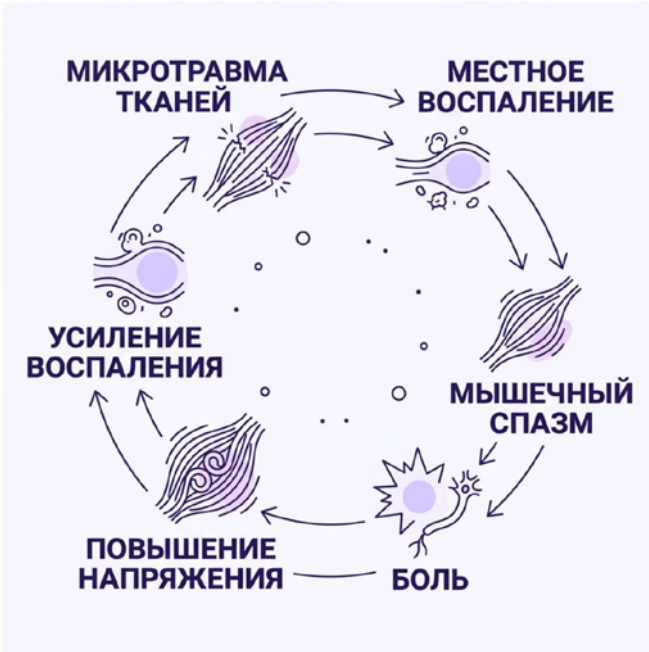 МИКРОТРАВМА
ТКАНЕЙ
МЕСТНОЕ
ВОСПАЛЕНИЕ
МЫШЕЧНЫЙ
СПАЗМ
БОЛЬ
ПОВЫШЕНИЕ
НАПРЯЖЕНИЯ
УСИЛЕНИЕ
ВОСПАЛЕНИЯ